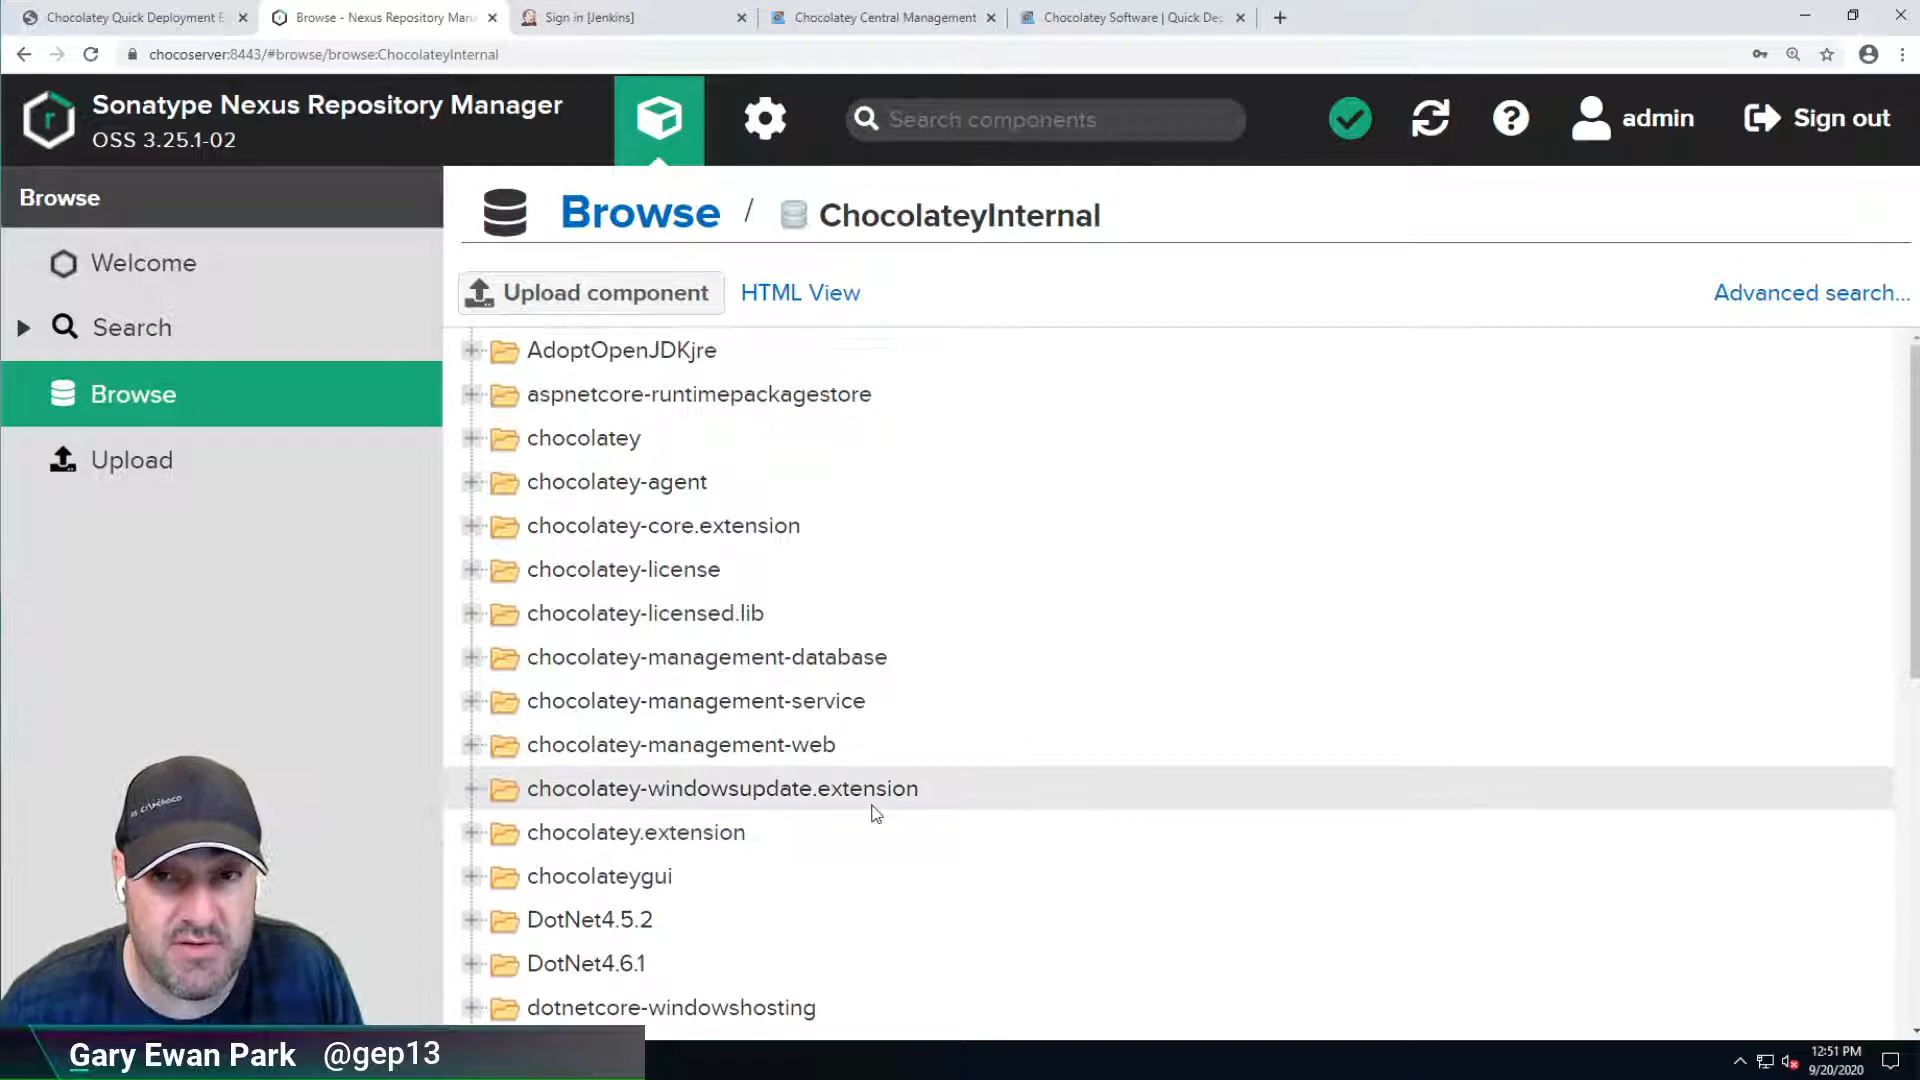 Chocolatey Quick Deployment E
Browse - Nexus Repository Mana
Sign in [Jenkins]
Chocolatey Central Management
Chocolatey Software | Quick De
chocoserver:8443/#browse/browse:ChocolateyInternal
Sonatype Nexus Repository Manager
OSS 3.25.1-02
Search components
admin
Sign out
Browse
Welcome
Search
Browse
Upload
Browse / ChocolateyInternal
Upload component
HTML View
Advanced search...
AdoptOpenJDKjre
aspnetcore-runtimepackagestore
chocolatey
chocolatey-agent
chocolatey-core.extension
chocolatey-license
chocolatey-licensed.lib
chocolatey-management-database
chocolatey-management-service
chocolatey-management-web
chocolatey-windowsupdate.extension
chocolatey.extension
chocolateygui
DotNet4.5.2
DotNet4.6.1
dotnetcore-windowshosting
Gary Ewan Park @gep13
12:51 PM
9/20/2020